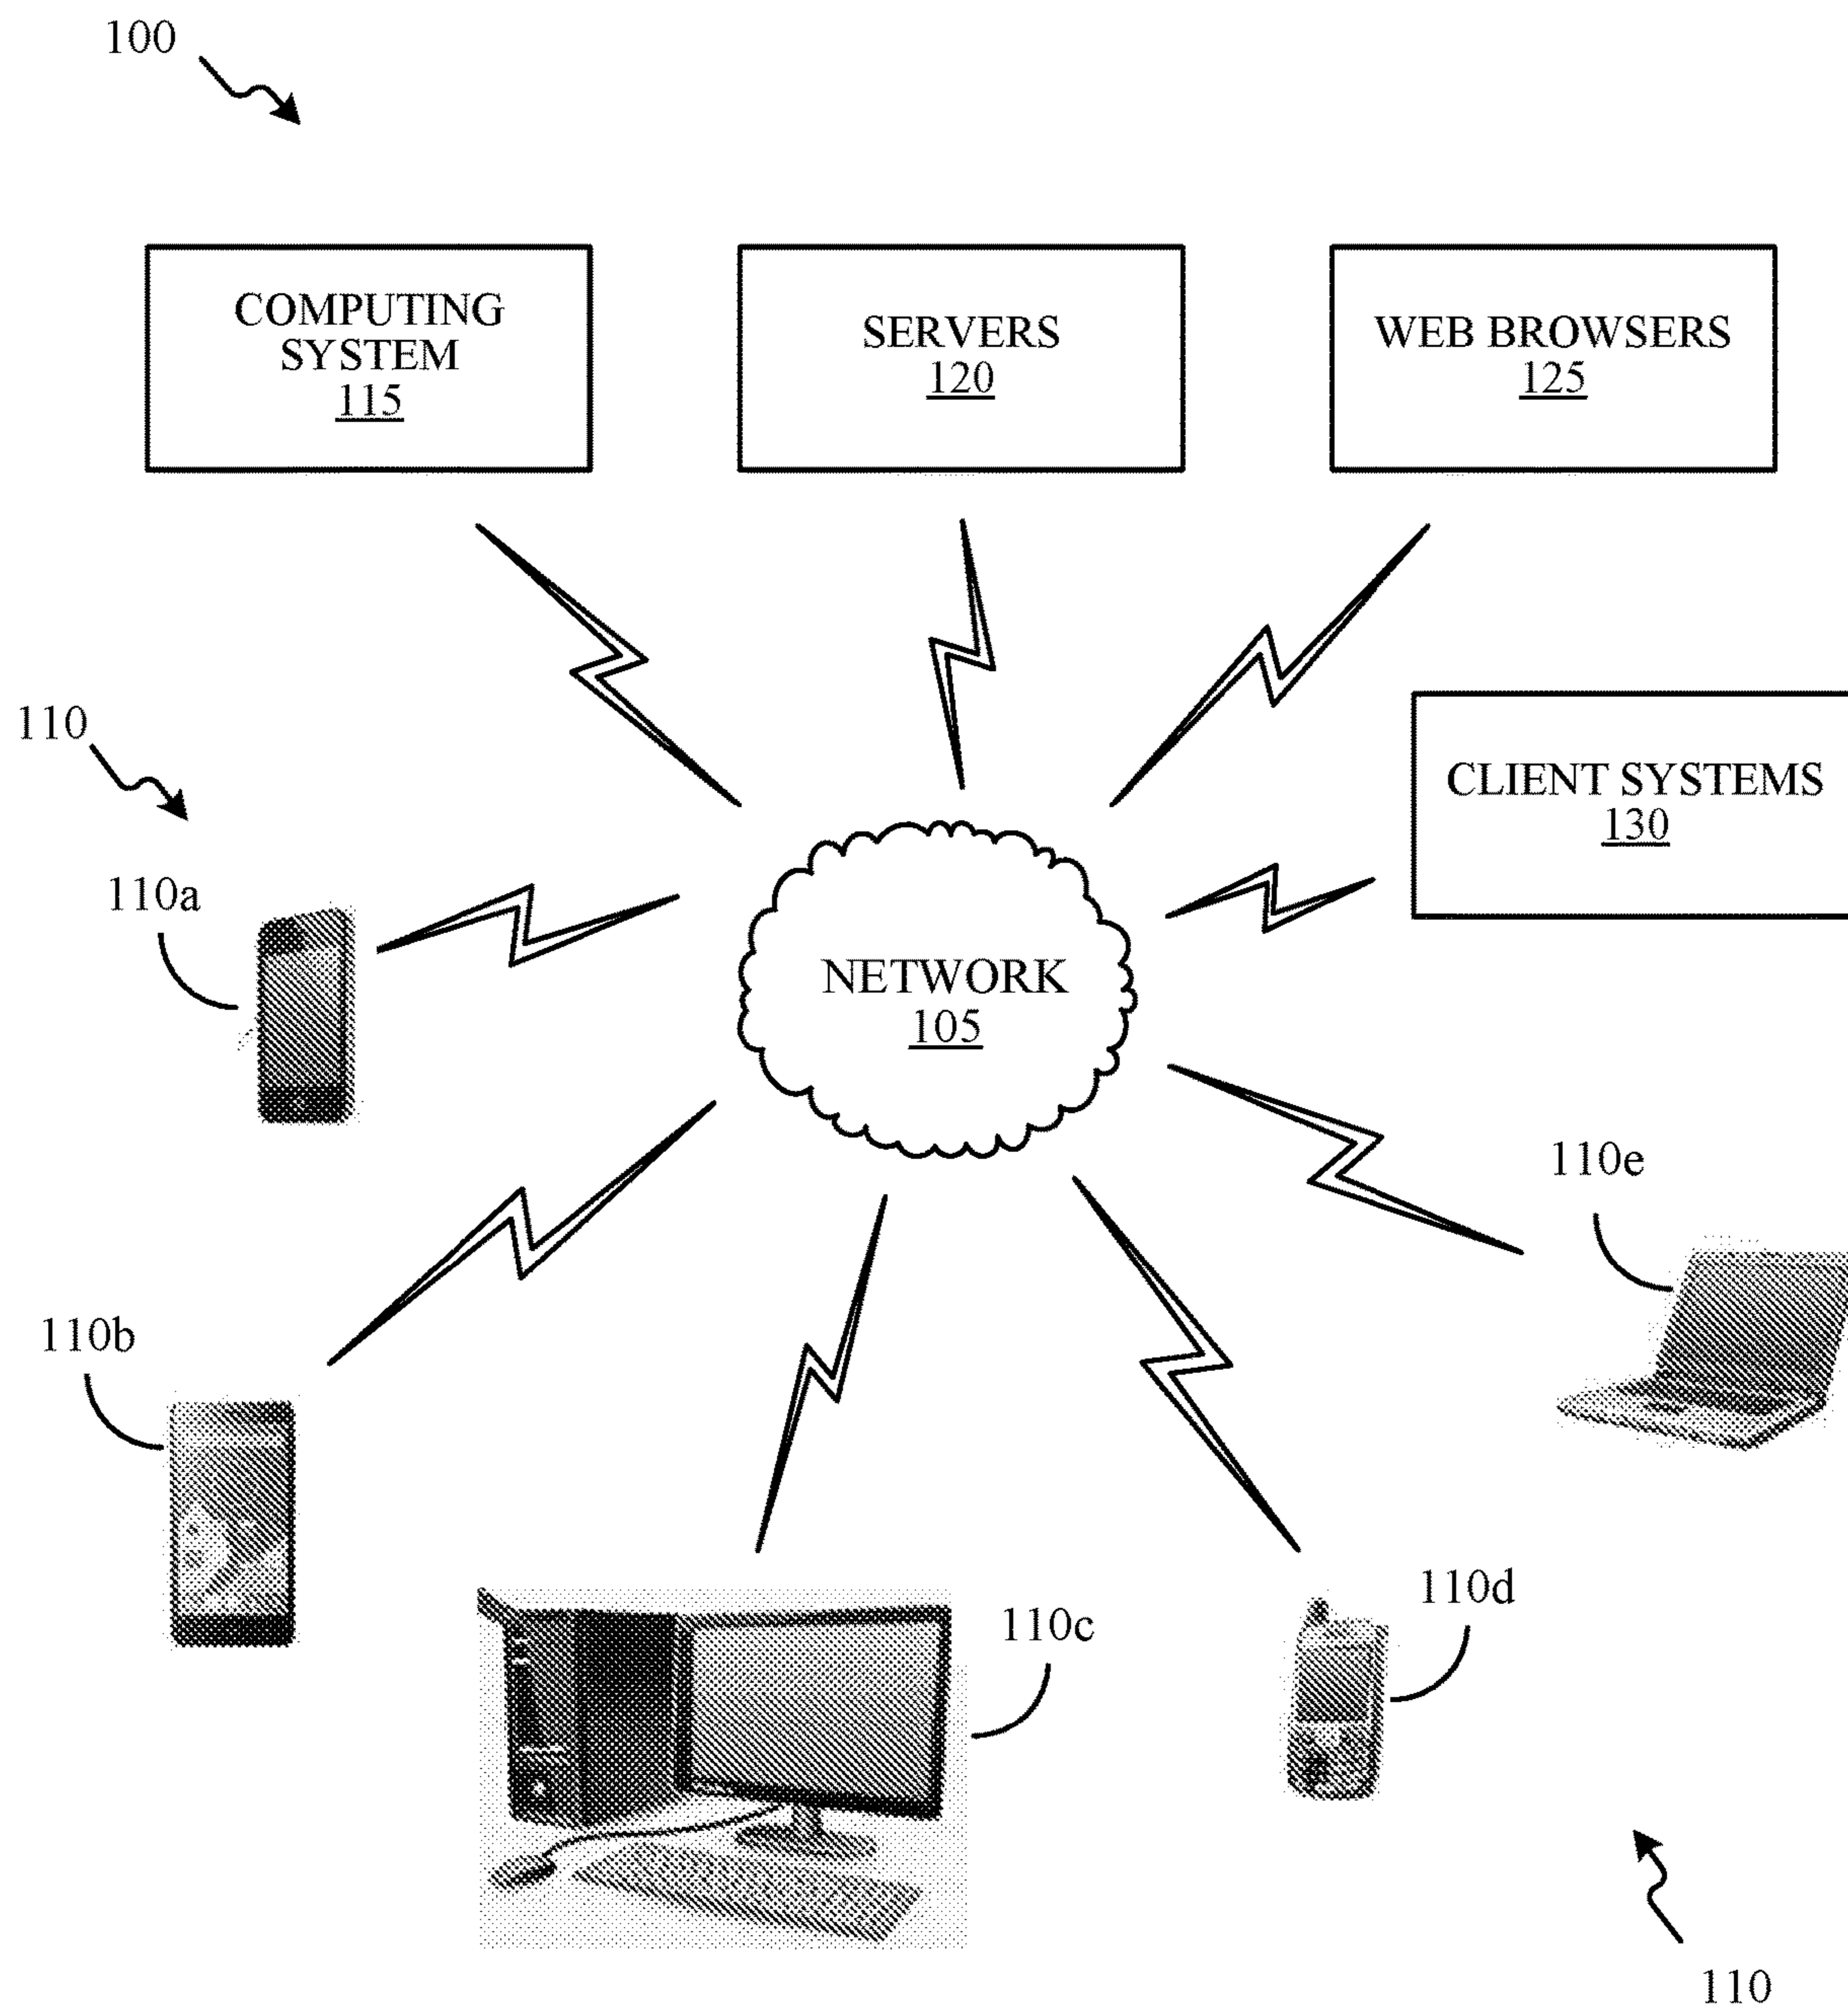 100
COMPUTING
SYSTEM
115
SERVERS
120
WEB BROWSERS
125
110
CLIENT SYSTEMS
130
110a
NETWORK
105
110e
110b
110d
110c
110